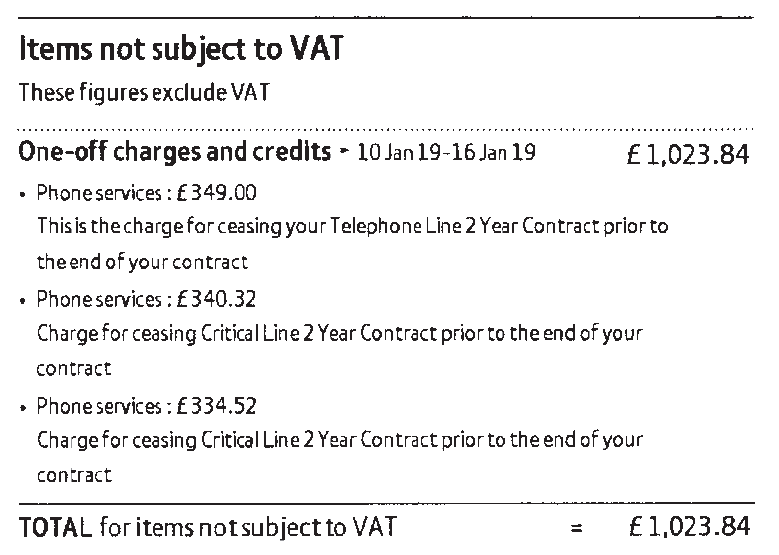 Items not subject to VAT
These figures exclude VAT
One-off charges and credits - 10 Jan 19-16 Jan 19 £1,023.84
• Phone services : £349.00
This is the charge for ceasing your Telephone Line 2 Year Contract prior to
the end of your contract
• Phone services : £340.32
Charge for ceasing Critical Line 2 Year Contract prior to the end of your
contract
• Phone services : £334.52
Charge for ceasing Critical Line 2 Year Contract prior to the end of your
contract
TOTAL for items not subject to VAT = £1,023.84